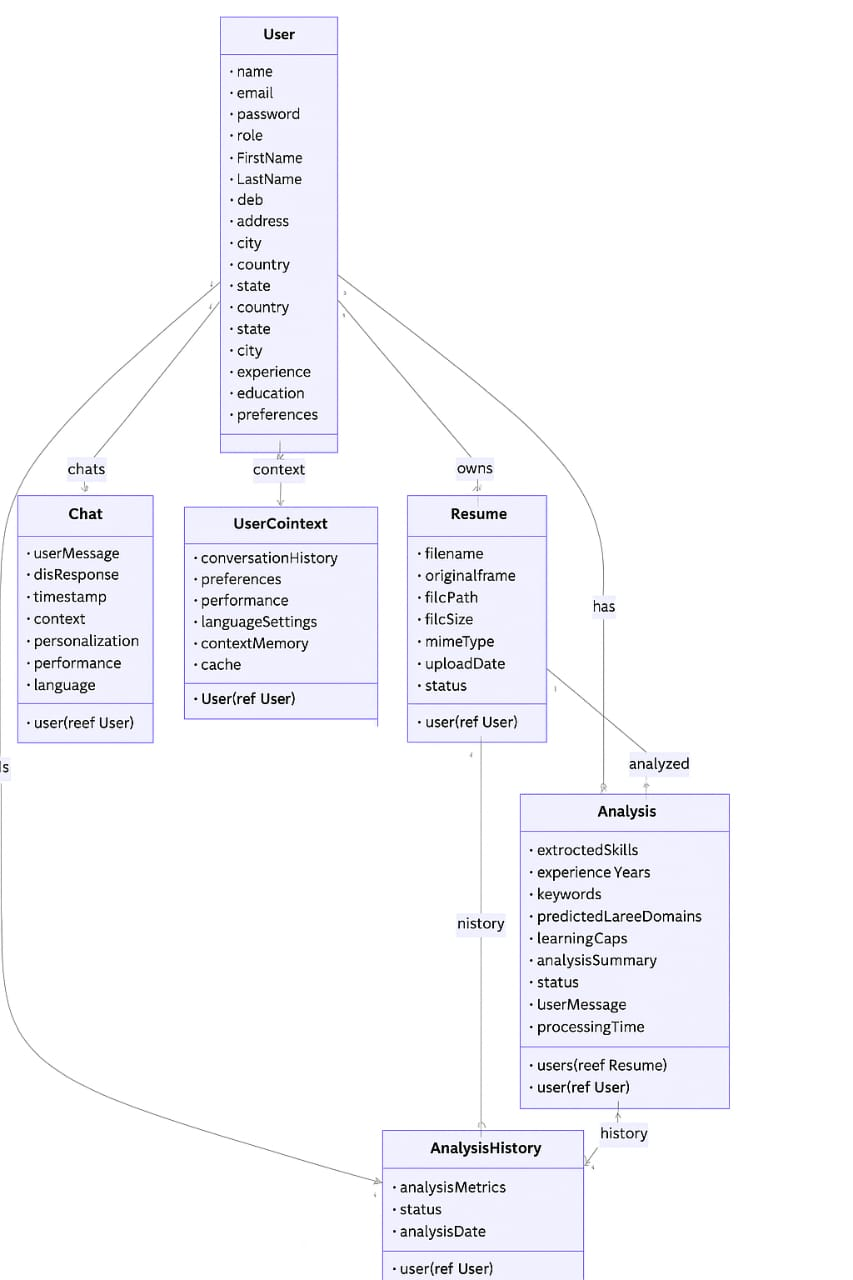 User
· name
· email
· password
· role
· FirstName
· LastName
· deb
· address
· city
· country
· state
· country
· state
· city
· experience
· education
· preferences
chats
context
owns
Chat
· userMessage
· disResponse
· timestamp
· context
· personalization
· performance
· language
· user(reef User)
UserCointext
· conversationHistory
· preferences
· performance
· languageSettings
· contextMemory
· cache
· User(ref User)
Resume
· filename
· originalframe
· filcPath
· filcSize
· mimeType
· uploadDate
· status
· user(ref User)
has
analyzed
Analysis
· extroctedSkills
· experience Years
· keywords
· predictedLareeDomains
· learningCaps
· analysisSummary
· status
· userMessage
· processingTime
· users(reef Resume)
· user(ref User)
nistory
history
AnalysisHistory
· analysisMetrics
· status
· analysisDate
· user(ref User)